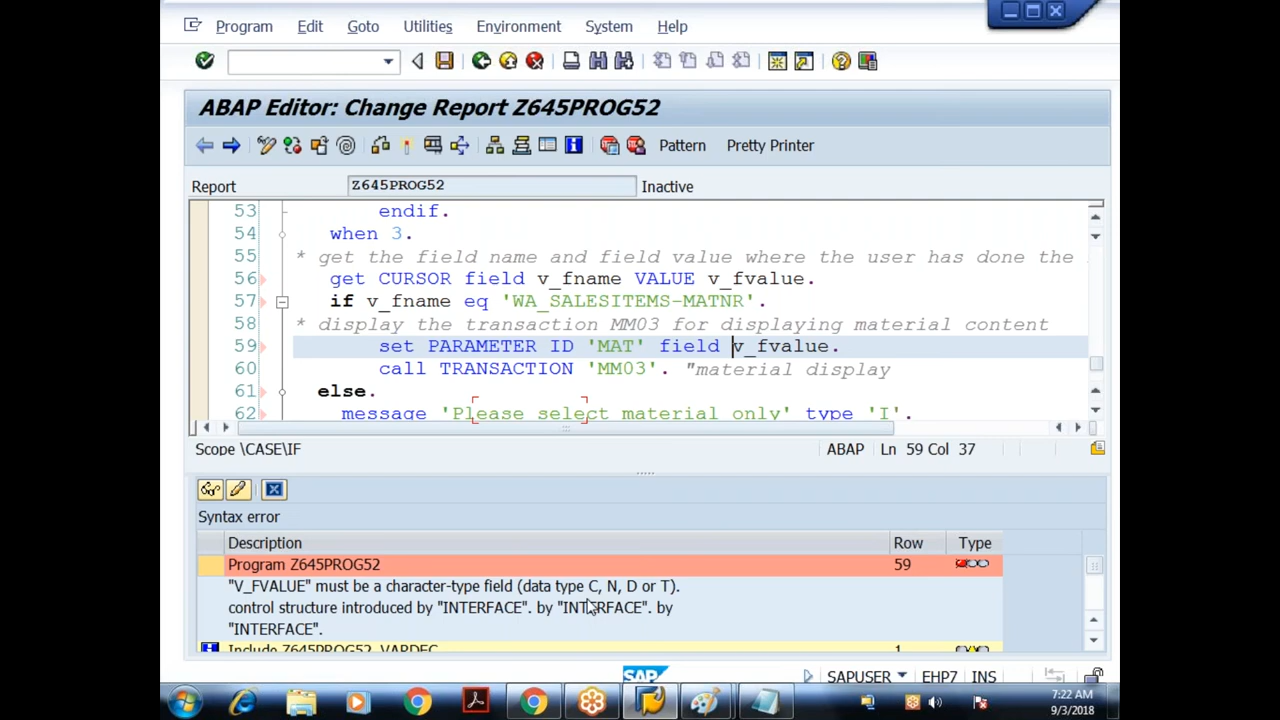 Program Edit Goto Utilities Environment System Help
ABAP Editor: Change Report Z645PROG52
Pattern Pretty Printer
Report Z645PROG52 Inactive
53 endif.
54 when 3.
55 * get the field name and field value where the user has done the
56 get CURSOR field v_fname VALUE v_fvalue.
57 if v_fname eq 'WA_SALESITEMS-MATNR'.
58 * display the transaction MM03 for displaying material content
59 set PARAMETER ID 'MAT' field v_fvalue.
60 call TRANSACTION 'MM03'. "material display
61 else.
62 message 'Please select material only' type 'I'.
Scope \CASE\IF ABAP Ln 59 Col 37
Syntax error
Description Row Type
Program Z645PROG52 59
"V_FVALUE" must be a character-type field (data type C, N, D or T).
control structure introduced by "INTERFACE". by "INTERFACE". by
"INTERFACE".
Include Z645PROG52_VARDEC 1
SAP SAPUSER EHP7 INS
7:22 AM
9/3/2018